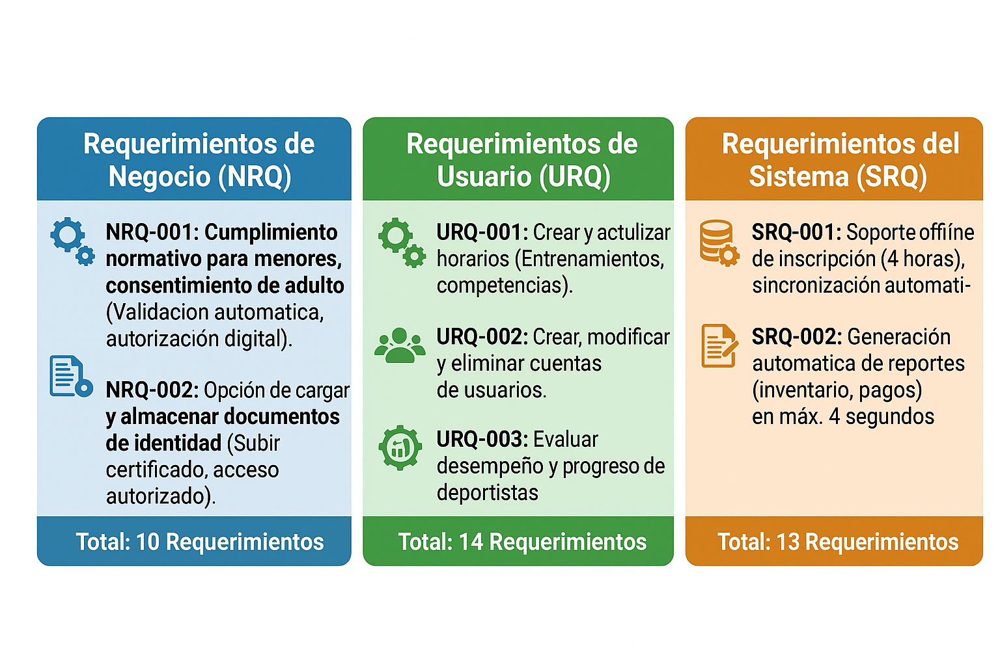 Requerimientos de
Negocio (NRQ)
NRQ-001: Cumplimiento
normativo para menores,
consentimiento de adulto
(Validacion automatica,
autorización digital).
NRQ-002: Opción de cargar
y almacenar documentos
de identidad (Subir
certificado, acceso
autorizado).
Total: 10 Requerimientos
Requerimientos de
Usuario (URQ)
URQ-001: Crear y actulizar
horarios (Entrenamientos,
competencias).
URQ-002: Crear, modificar
y eliminar cuentas
de usuarios.
URQ-003: Evaluar
desempeño y progreso de
deportistas
Total: 14 Requerimientos
Requerimientos del
Sistema (SRQ)
SRQ-001: Soporte offíine
de inscripción (4 horas),
sincronización automati-
SRQ-002: Generación
automatica de reportes
(inventario, pagos)
en máx. 4 segundos
Total: 13 Requerimientos